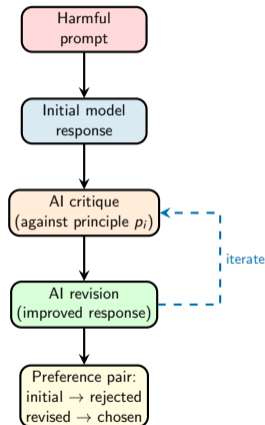 Harmful
prompt
Initial model
response
AI critique
(against principle pᵢ)
iterate
AI revision
(improved response)
Preference pair:
initial → rejected
revised → chosen